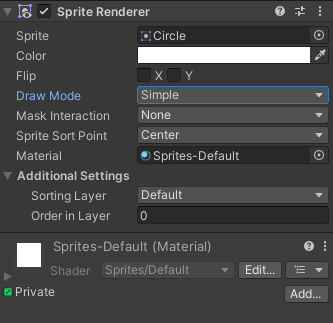 Sprite Renderer
Sprite Circle
Color
Flip X Y
Draw Mode Simple
Mask Interaction None
Sprite Sort Point Center
Material Sprites-Default
Additional Settings
Sorting Layer Default
Order in Layer 0
Sprites-Default (Material)
Shader Sprites/Default Edit...
Private
Add...